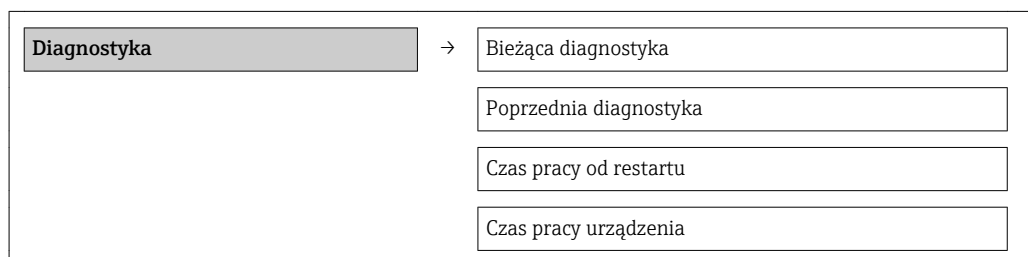 Diagnostyka → Bieżąca diagnostyka
Poprzednia diagnostyka
Czas pracy od restartu
Czas pracy urządzenia